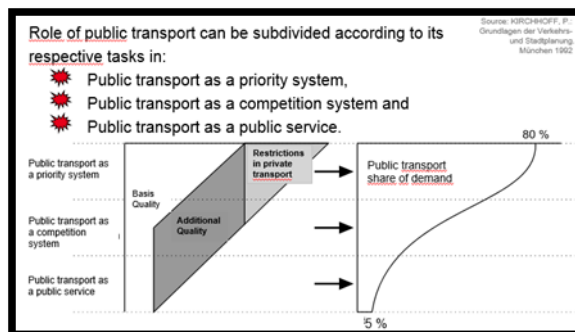 Role of public transport can be subdivided according to its
respective tasks in:
Public transport as a priority system,
Public transport as a competition system and
Public transport as a public service.
Source: KIRCHHOFF, P.:
Grundlagen der Verkehrs-
und Stadtplanung.
München 1992
Public transport as
a priority system
Public transport as
a competition
system
Public transport as
a public service
Basis
Quality
Additional
Quality
Restrictions
in private
transport
Public transport
share of demand
80 %
5 %